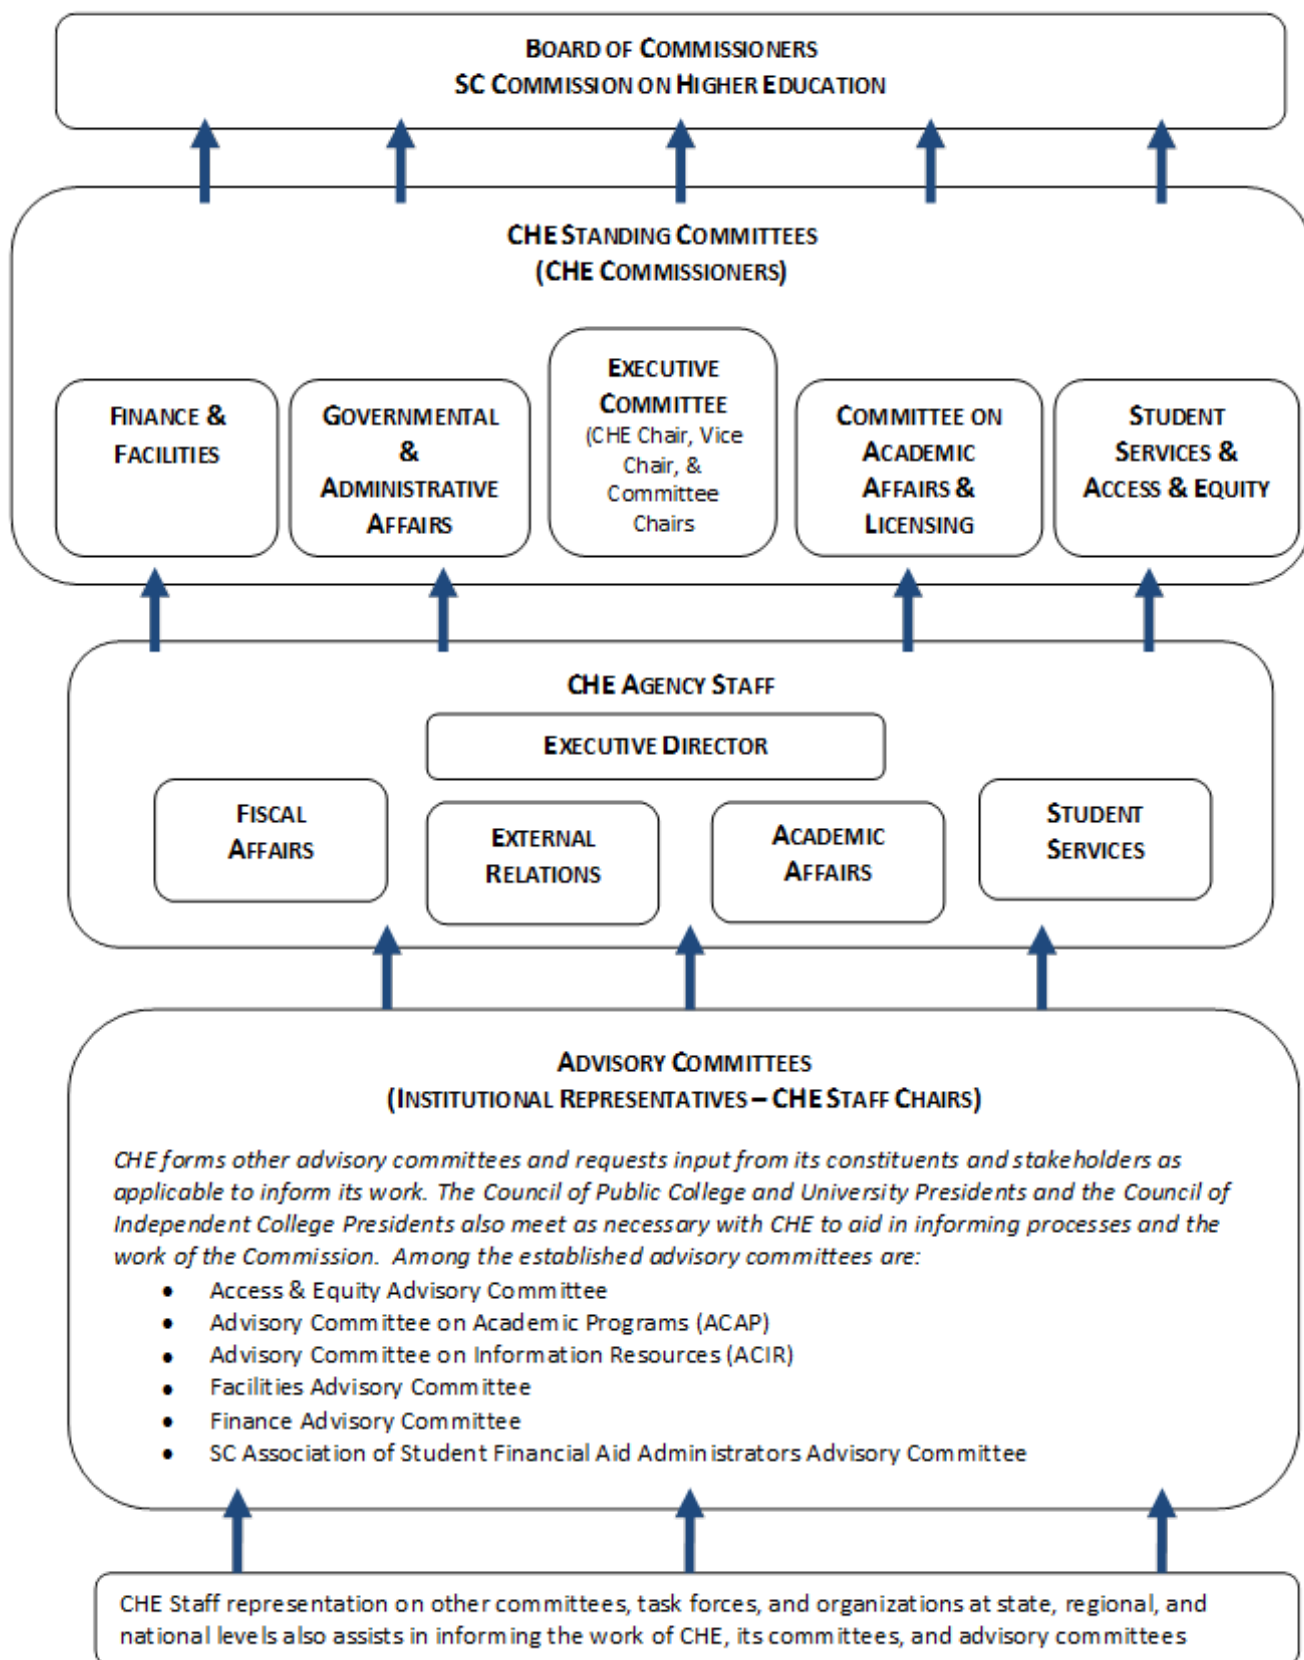 BOARD OF COMMISSIONERS
SC COMMISSION ON HIGHER EDUCATION
CHE STANDING COMMITTEES
(CHE COMMISSIONERS)
FINANCE &
FACILITIES
GOVERNMENTAL
&
ADMINISTRATIVE
AFFAIRS
EXECUTIVE
COMMITTEE
(CHE Chair, Vice
Chair, &
Committee
Chairs
COMMITTEE ON
ACADEMIC
AFFAIRS &
LICENSING
STUDENT
SERVICES &
ACCESS & EQUITY
CHE AGENCY STAFF
EXECUTIVE DIRECTOR
FISCAL
AFFAIRS
EXTERNAL
RELATIONS
ACADEMIC
AFFAIRS
STUDENT
SERVICES
ADVISORY COMMITTEES
(INSTITUTIONAL REPRESENTATIVES – CHE STAFF CHAIRS)
CHE forms other advisory committees and requests input from its constituents and stakeholders as
applicable to inform its work. The Council of Public College and University Presidents and the Council of
Independent College Presidents also meet as necessary with CHE to aid in informing processes and the
work of the Commission.  Among the established advisory committees are:
• Access & Equity Advisory Committee
• Advisory Committee on Academic Programs (ACAP)
• Advisory Committee on Information Resources (ACIR)
• Facilities Advisory Committee
• Finance Advisory Committee
• SC Association of Student Financial Aid Administrators Advisory Committee
CHE Staff representation on other committees, task forces, and organizations at state, regional, and
national levels also assists in informing the work of CHE, its committees, and advisory committees